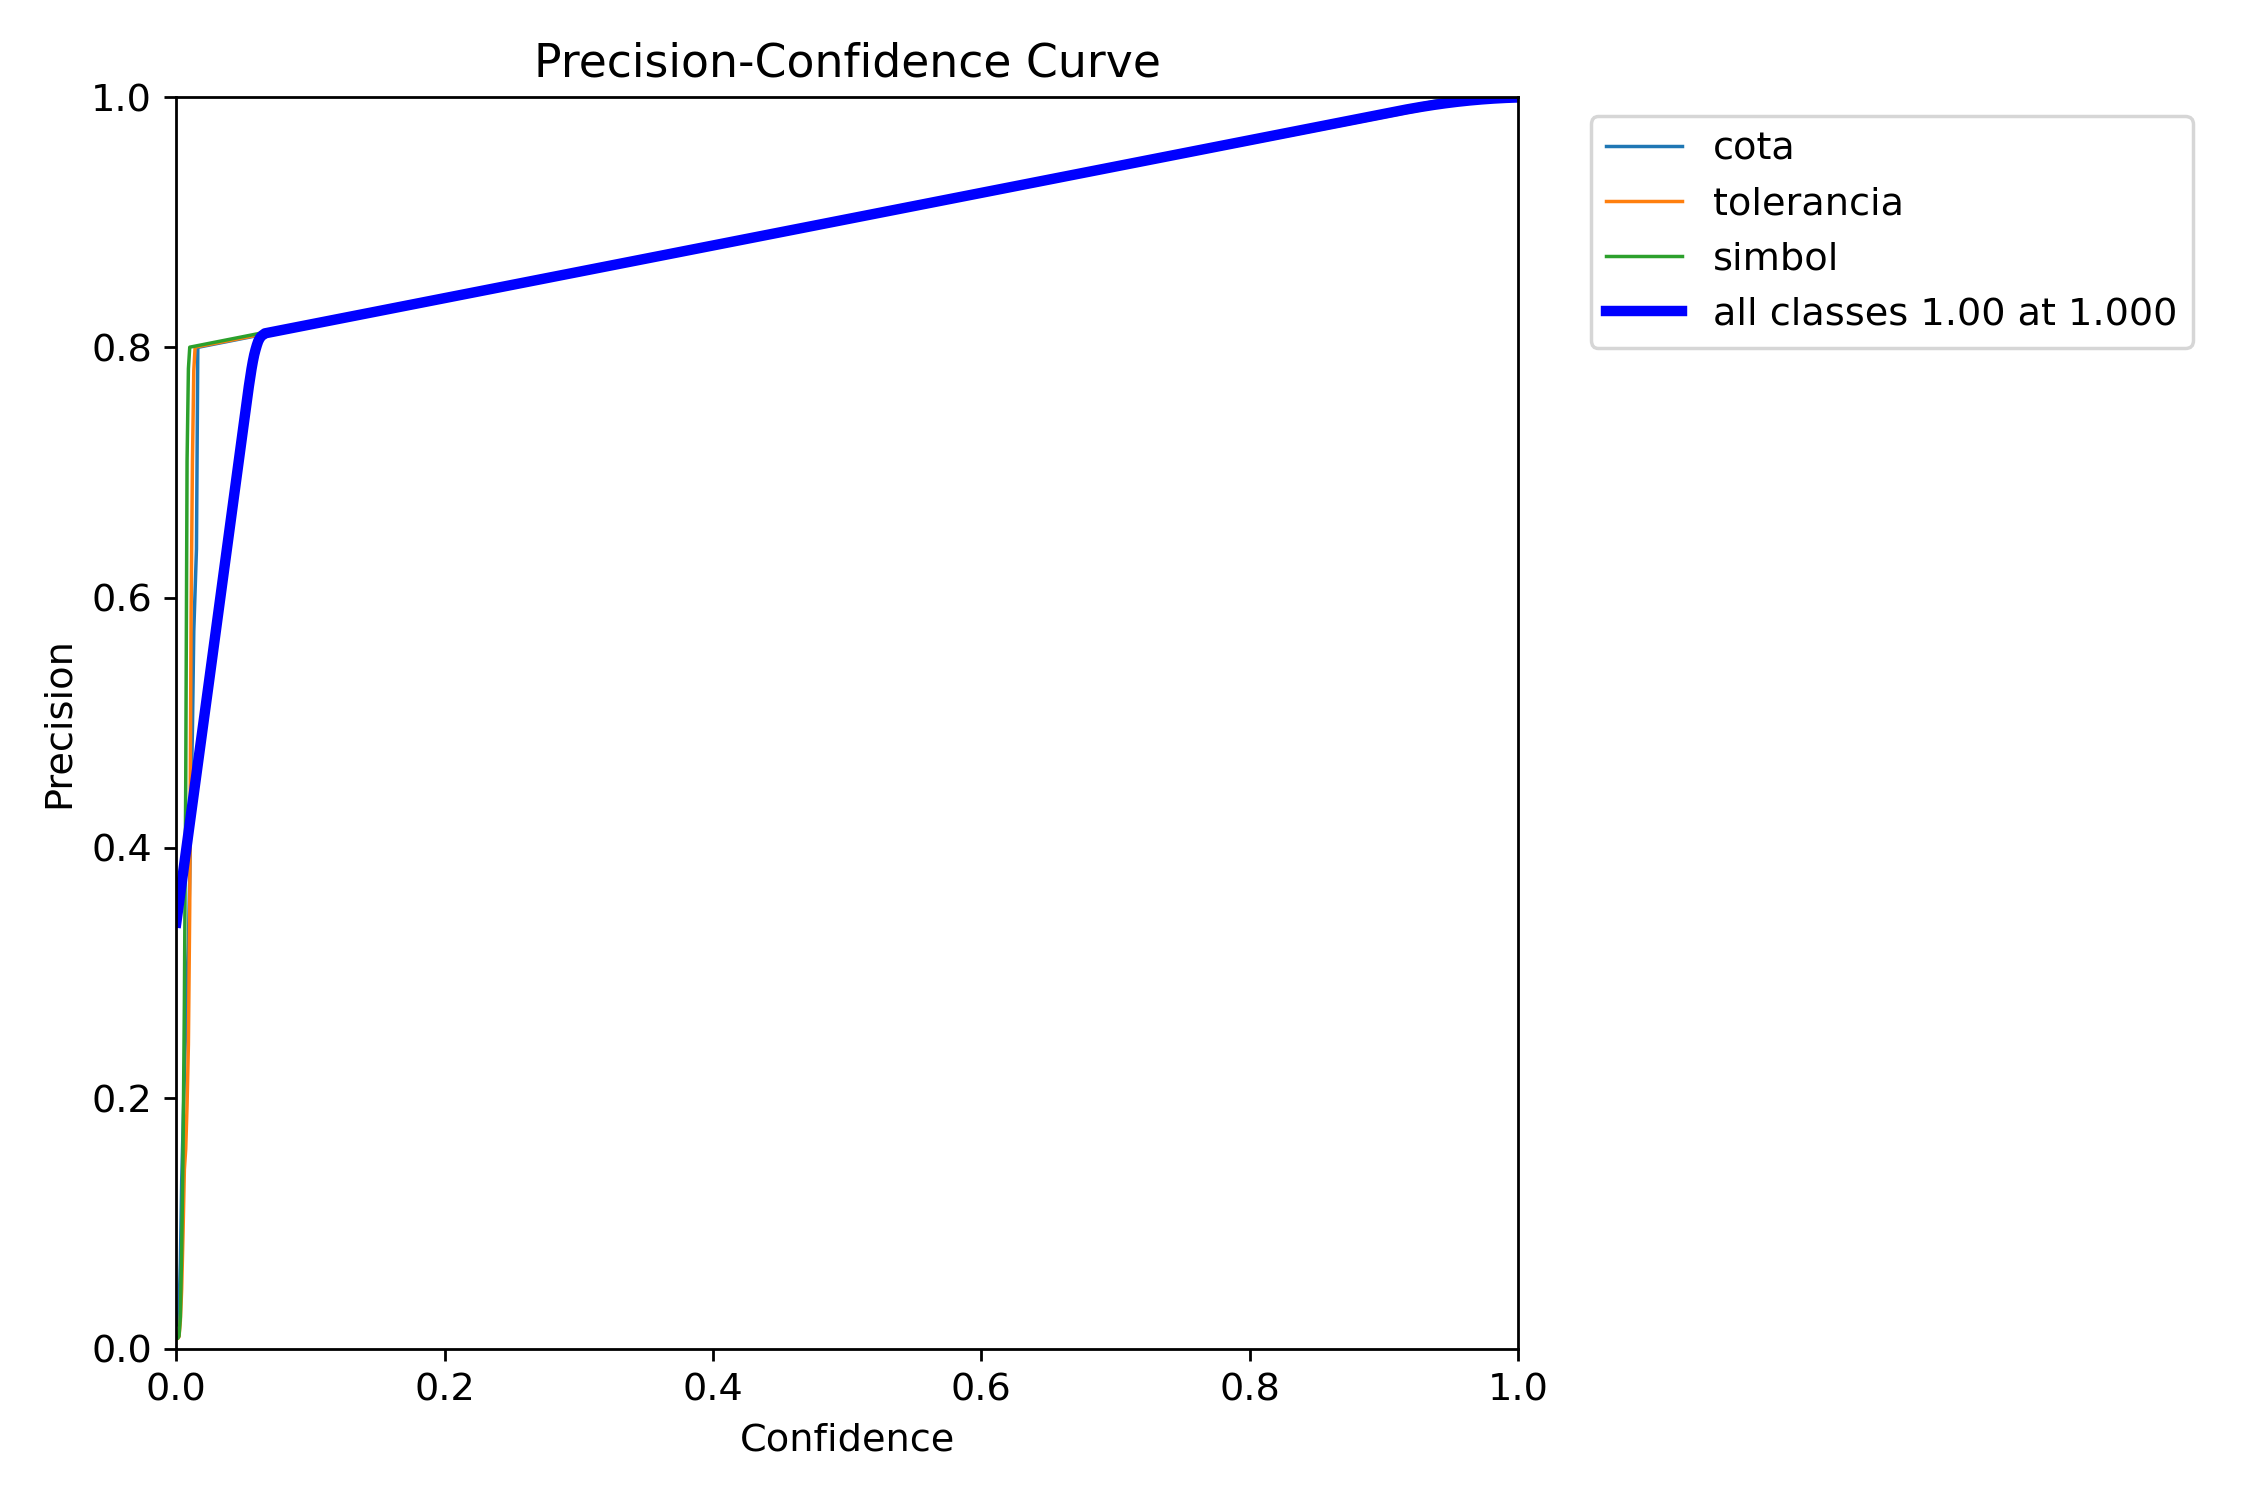 Precision-Confidence Curve
1.0
0.8
0.6
0.4
0.2
0.0
Precision
0.0 0.2 0.4 0.6 0.8 1.0
Confidence
cota
tolerancia
simbol
all classes 1.00 at 1.000